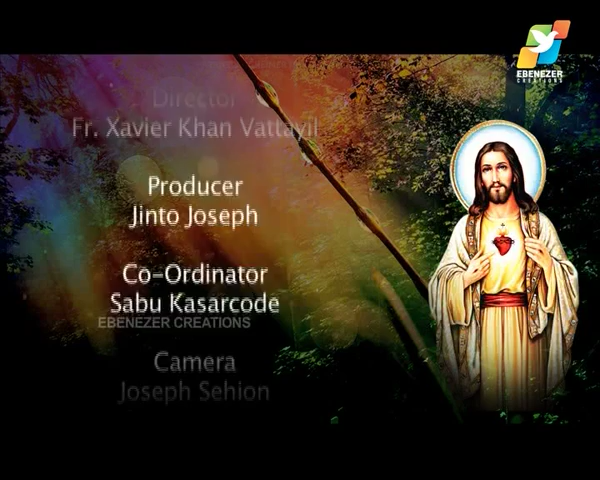 EBENEZER
CREATIONS
Director
Fr. Xavier Khan Vattayil
Producer
Jinto Joseph
Co-Ordinator
Sabu Kasarcode
EBENEZER CREATIONS
Camera
Joseph Sehion